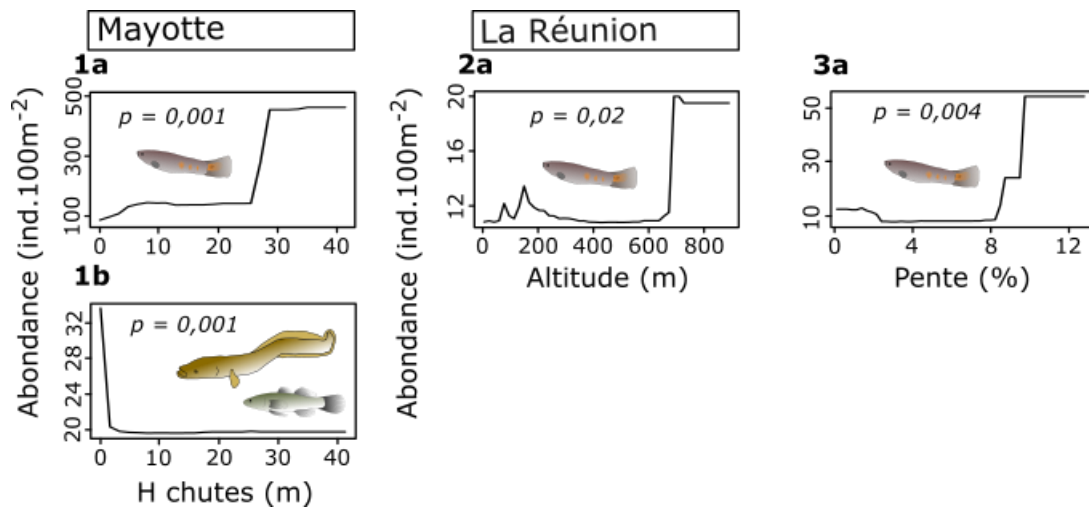 Mayotte
La Réunion
1a
2a
3a
Abondance (ind.100m⁻²)
500
300
100
p = 0,001
0 10 20 30 40
Abondance (ind.100m⁻²)
20
16
12
p = 0,02
0 200 400 600 800
Altitude (m)
50
30
10
p = 0,004
0 4 8 12
Pente (%)
1b
32
28
24
20
p = 0,001
0 10 20 30 40
H chutes (m)